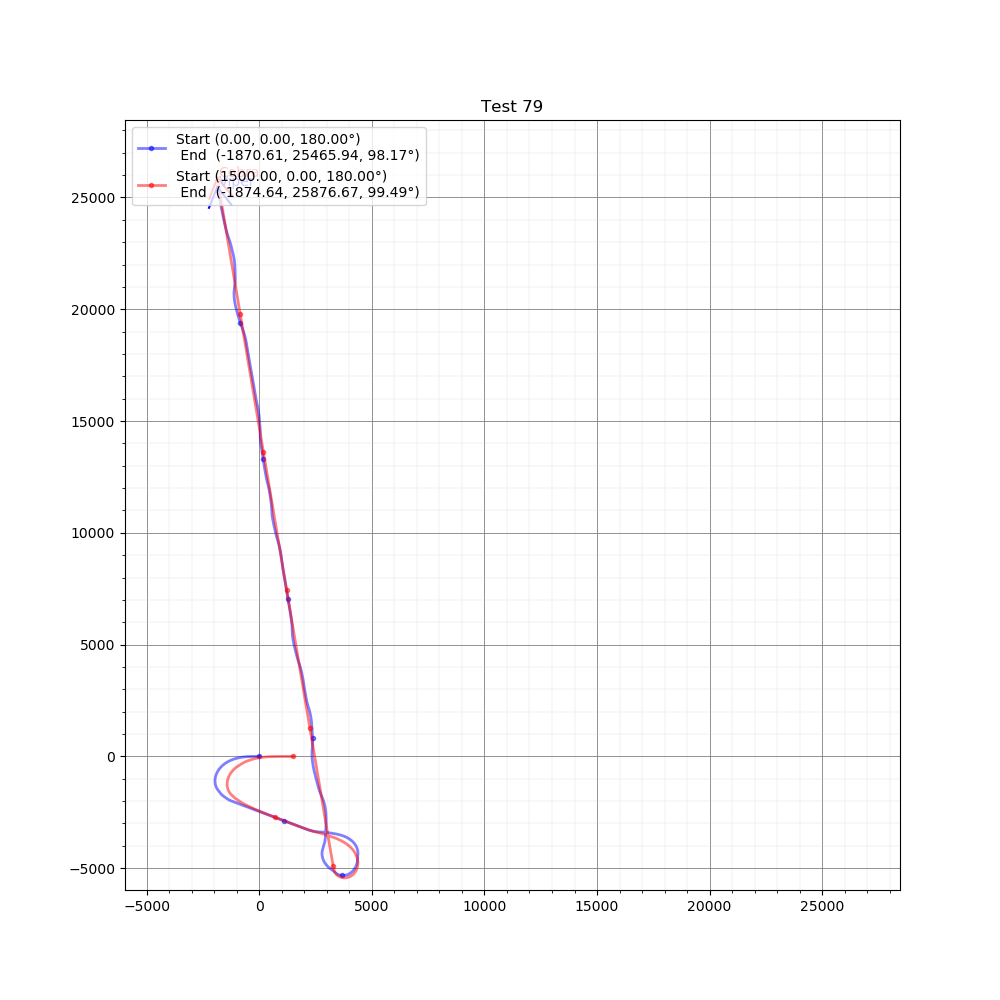 Test 79
Start (0.00, 0.00, 180.00°)
End (-1870.61, 25465.94, 98.17°)
Start (1500.00, 0.00, 180.00°)
End (-1874.64, 25876.67, 99.49°)
25000
20000
15000
10000
5000
0
−5000
−5000 0 5000 10000 15000 20000 25000